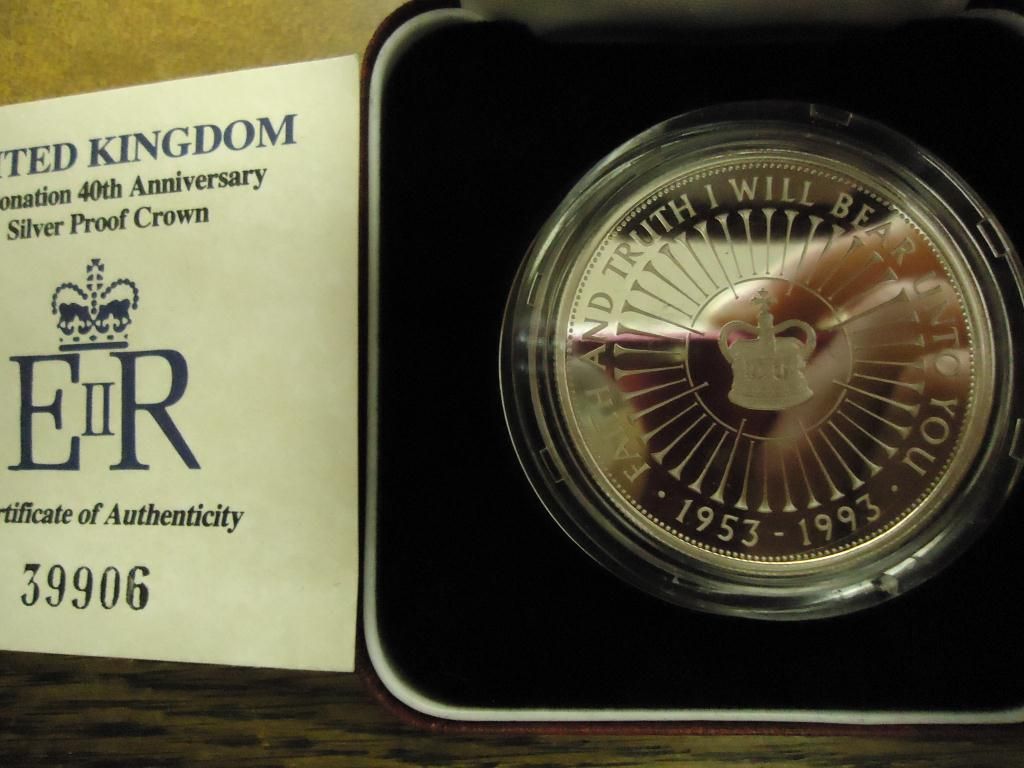 ITED KINGDOM
onation 40th Anniversary
Silver Proof Crown
EIIR
rtificate of Authenticity
39906
FAITH AND TRUTH I WILL BEAR UNTO YOU
· 1953 - 1993 ·